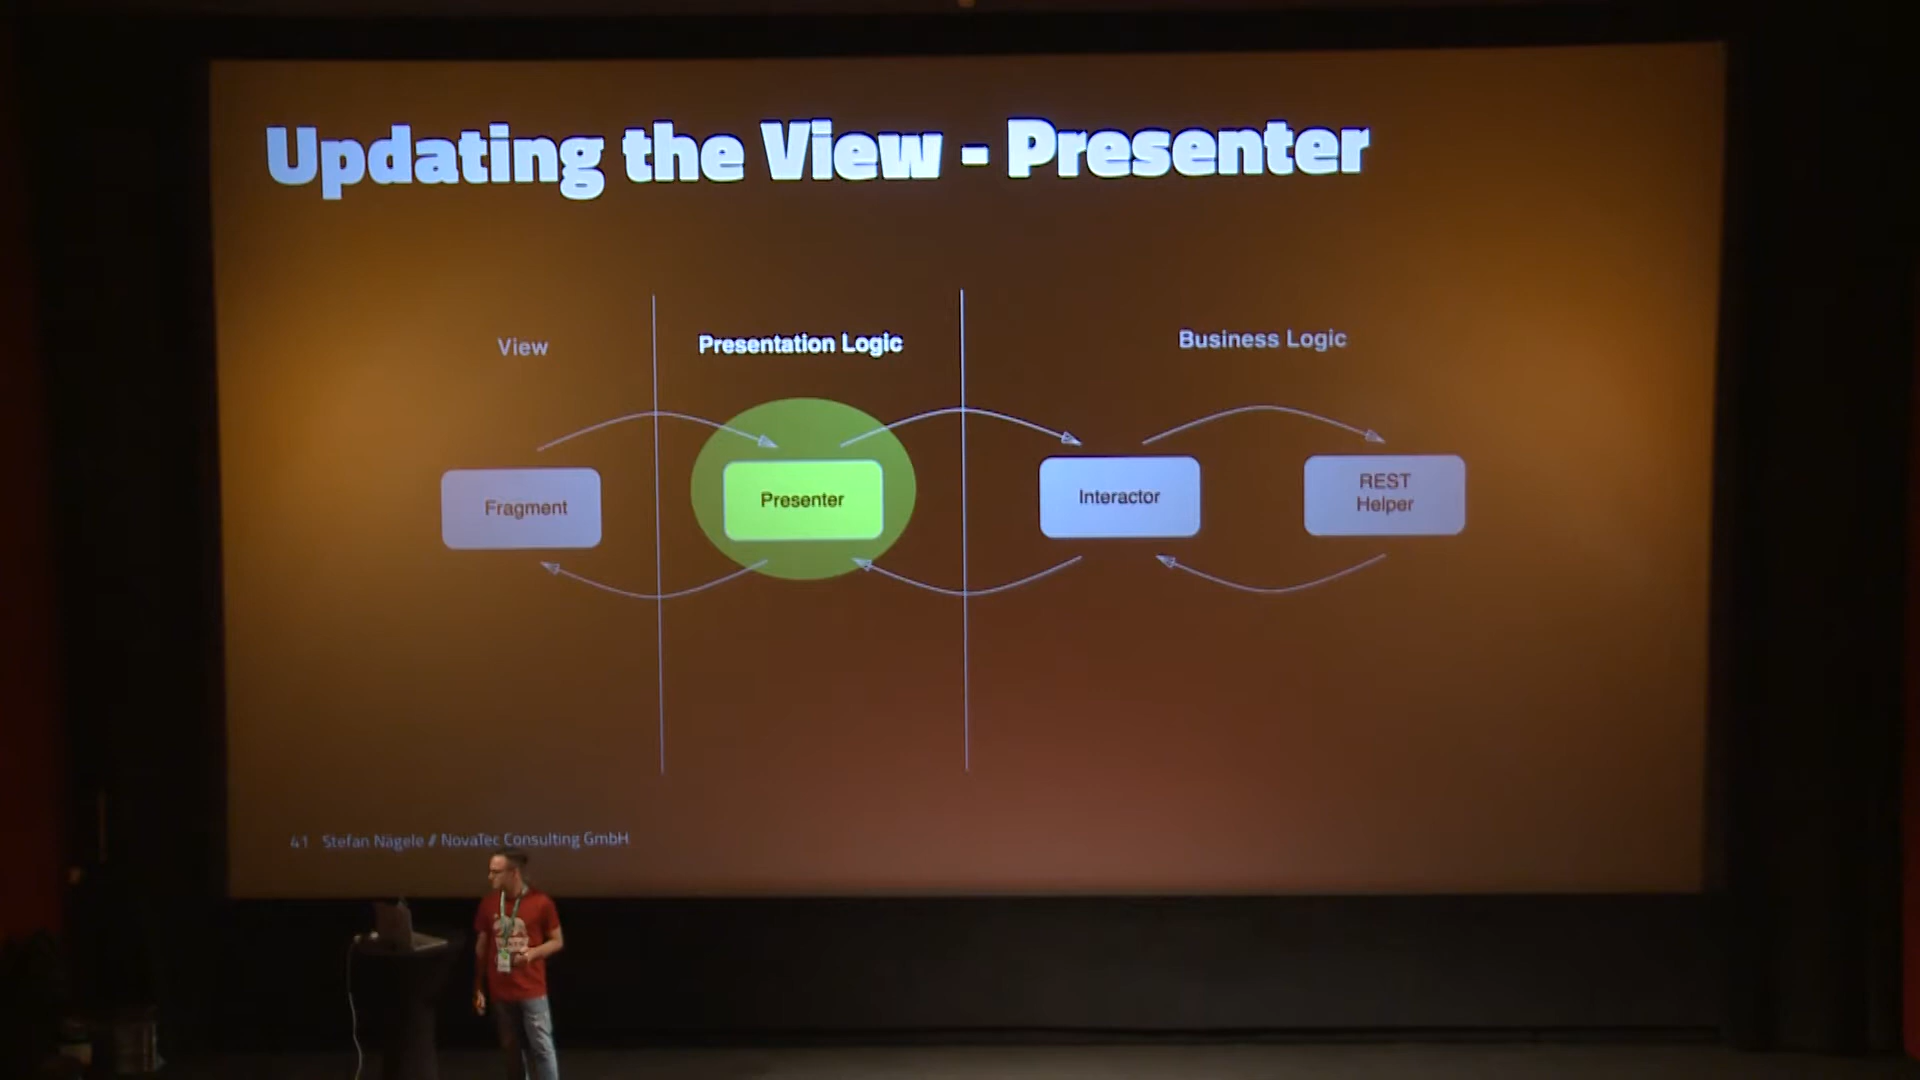 Updating the View - Presenter
View
Presentation Logic
Business Logic
Fragment
Presenter
Interactor
REST
Helper
41 Stefan Nägele // NovaTec Consulting GmbH